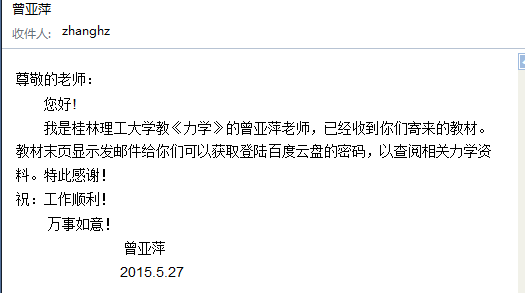 曾亚萍
收件人: zhanghz
尊敬的老师:
您好!
我是桂林理工大学教《力学》的曾亚萍老师，已经收到你们寄来的教材。
教材末页显示发邮件给你们可以获取登陆百度云盘的密码，以查阅相关力学资
料。特此感谢!
祝: 工作顺利!
万事如意!
曾亚萍
2015.5.27